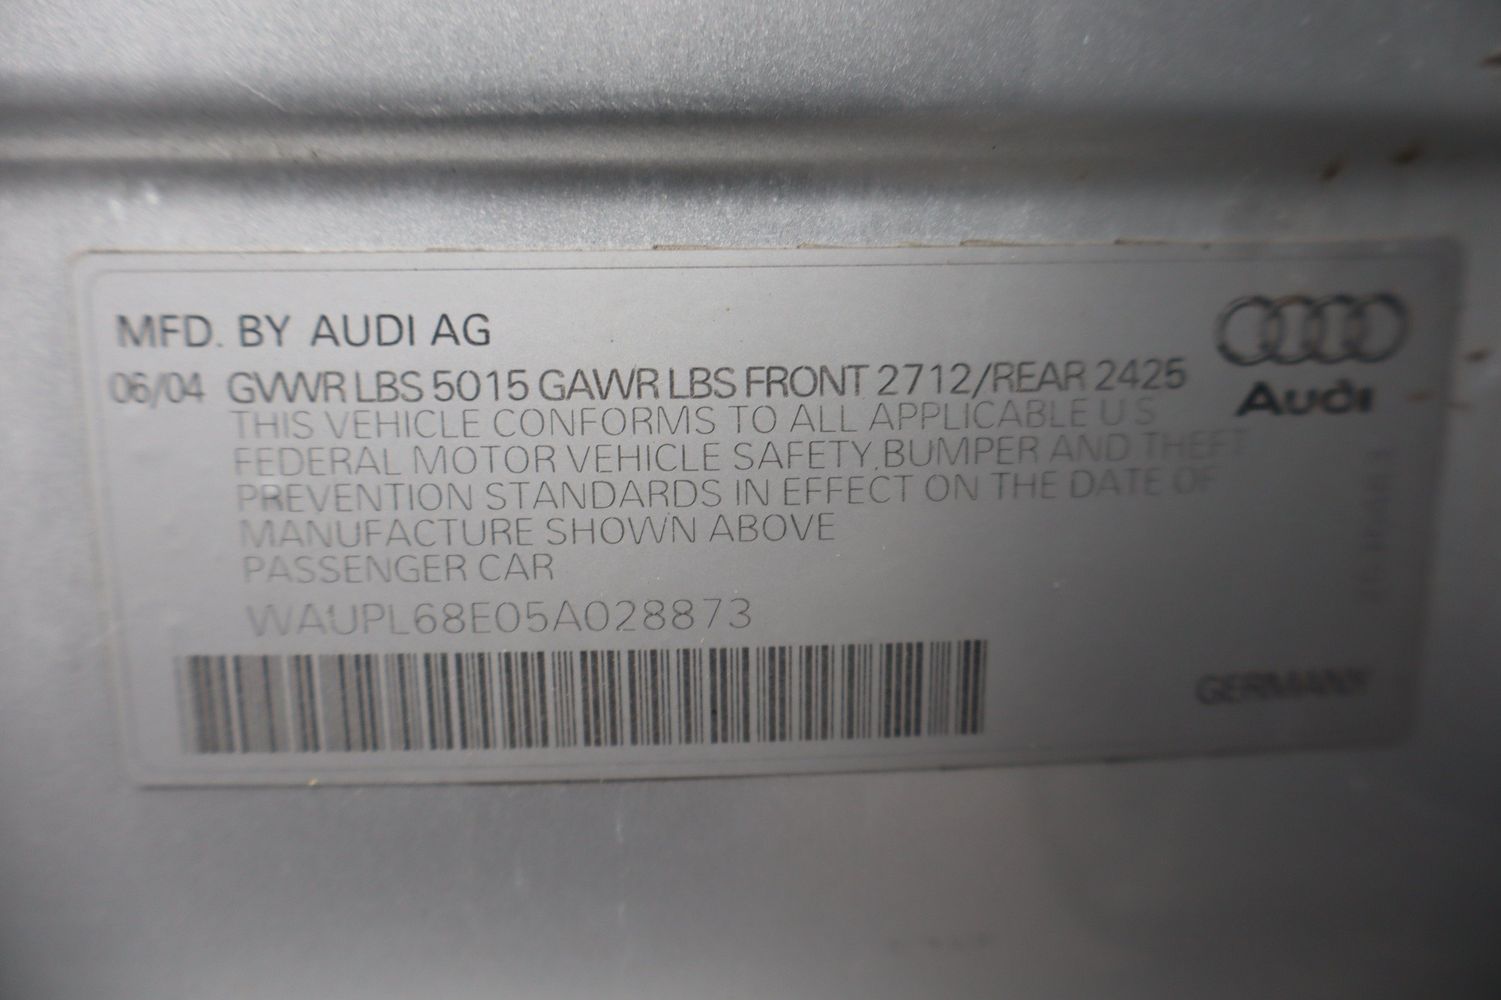 MFD. BY AUDI AG
06/04 GVWR LBS 5015 GAWR LBS FRONT 2712/REAR 2425
THIS VEHICLE CONFORMS TO ALL APPLICABLE U S
FEDERAL MOTOR VEHICLE SAFETY, BUMPER AND THEFT
PREVENTION STANDARDS IN EFFECT ON THE DATE OF
MANUFACTURE SHOWN ABOVE
PASSENGER CAR
WAUPL68E05A028873
Audi
GERMANY